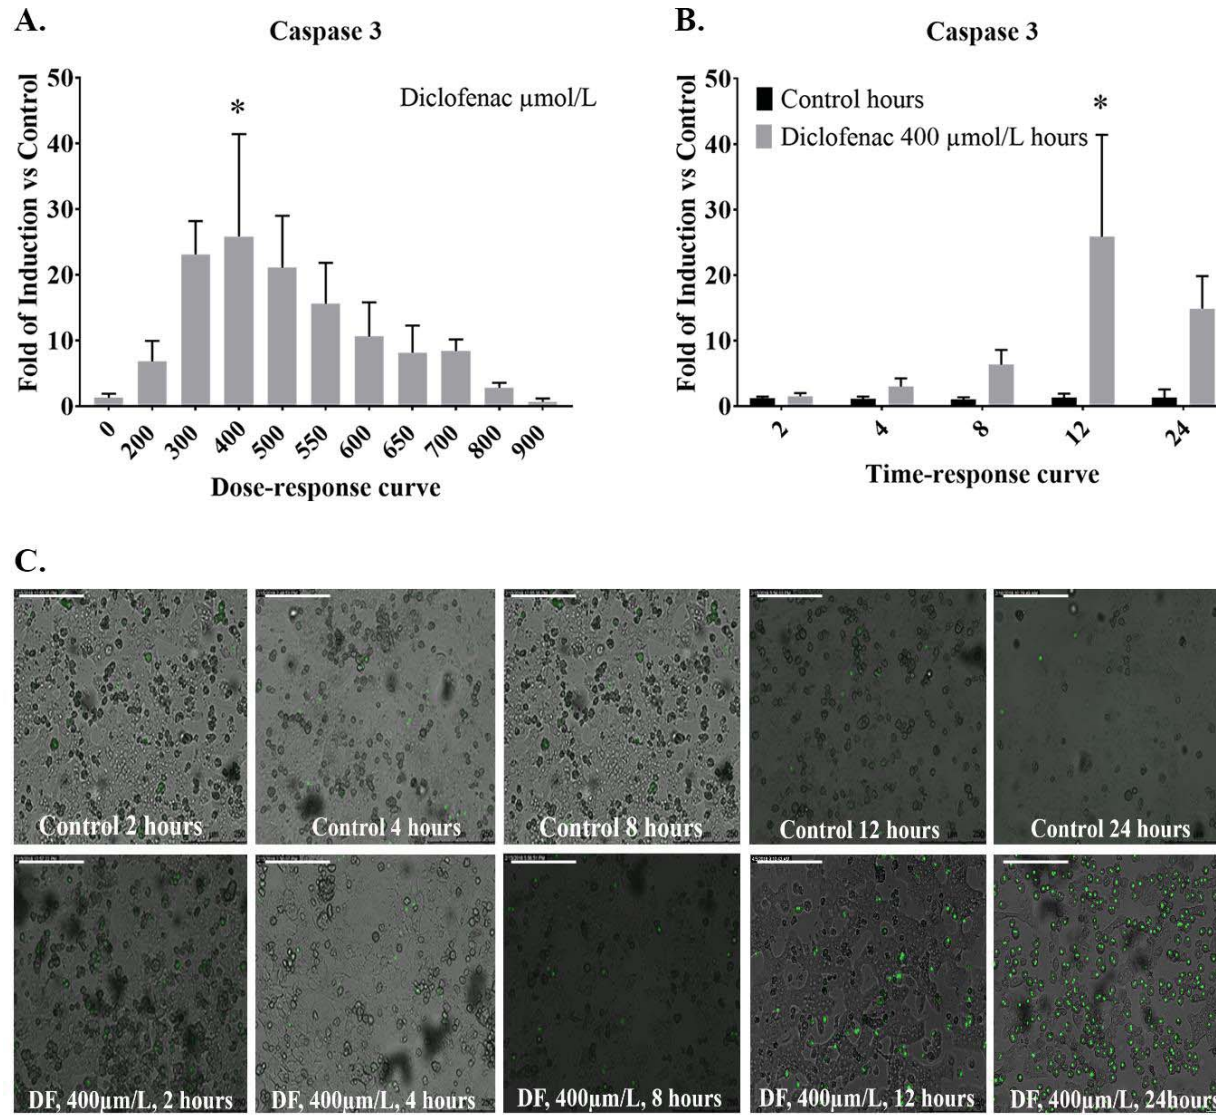 A.
Caspase 3
Fold of Induction vs Control
50
40
30
20
10
0
*
Diclofenac µmol/L
0
200
300
400
500
550
600
650
700
800
900
Dose-response curve
B.
Caspase 3
Fold of Induction vs Control
50
40
30
20
10
0
Control hours
Diclofenac 400 µmol/L hours
*
2
4
8
12
24
Time-response curve
C.
Control 2 hours
Control 4 hours
Control 8 hours
Control 12 hours
Control 24 hours
DF, 400µm/L, 2 hours
DF, 400µm/L, 4 hours
DF, 400µm/L, 8 hours
DF, 400µm/L, 12 hours
DF, 400µm/L, 24hours